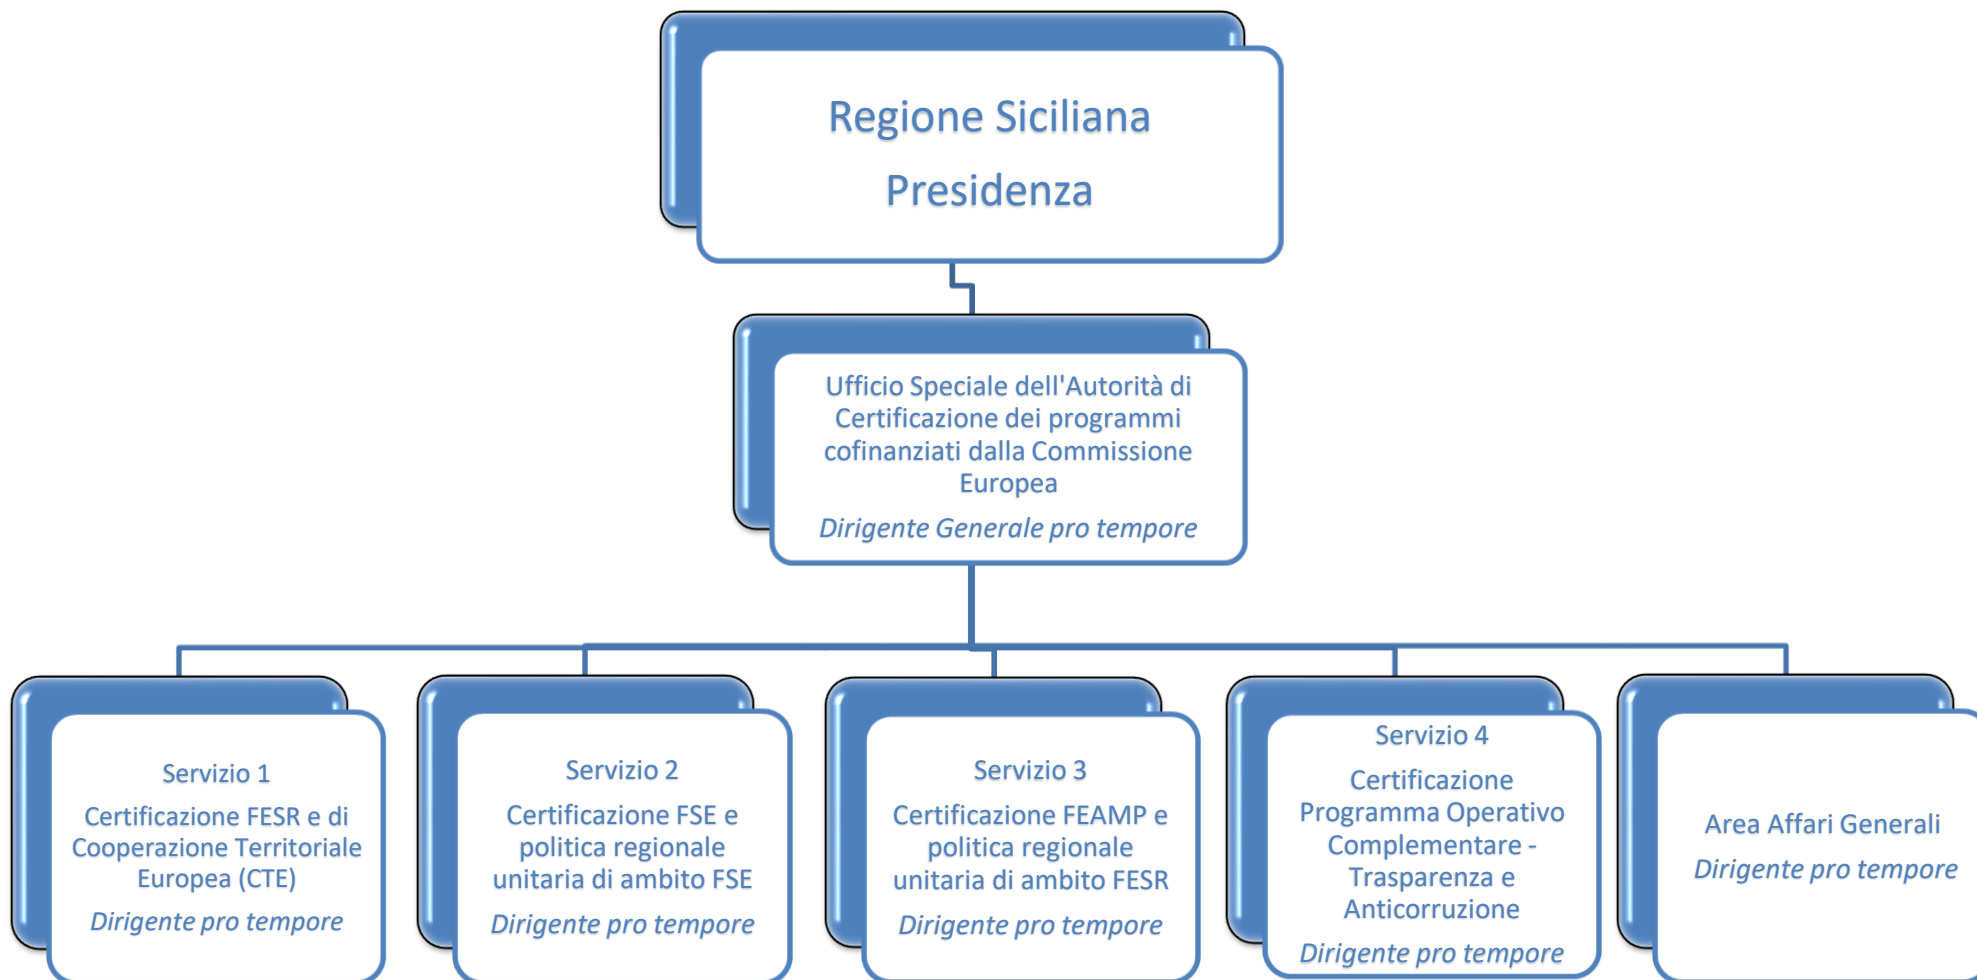 Regione Siciliana
Presidenza
Ufficio Speciale dell'Autorità di
Certificazione dei programmi
cofinanziati dalla Commissione
Europea
Dirigente Generale pro tempore
Servizio 1
Certificazione FESR e di
Cooperazione Territoriale
Europea (CTE)
Dirigente pro tempore
Servizio 2
Certificazione FSE e
politica regionale
unitaria di ambito FSE
Dirigente pro tempore
Servizio 3
Certificazione FEAMP e
politica regionale
unitaria di ambito FESR
Dirigente pro tempore
Servizio 4
Certificazione
Programma Operativo
Complementare -
Trasparenza e
Anticorruzione
Dirigente pro tempore
Area Affari Generali
Dirigente pro tempore